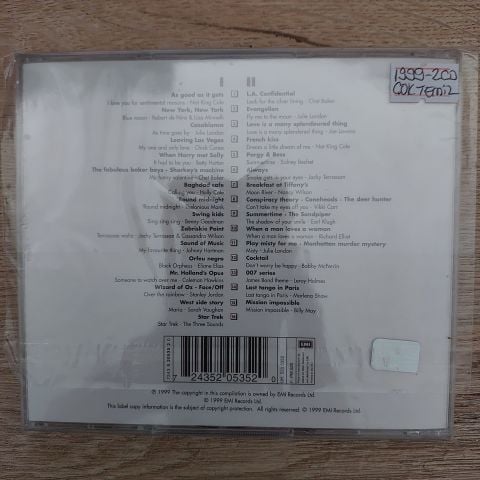 1999-2CD
ÇOK TEMİZ
I
As good as it gets
I love you for sentimental reasons - Nat King Cole
New York, New York
Blue moon - Robert de Niro & Liza Minnelli
Casablanca
As time goes by - Julie London
Leaving Las Vegas
My one and only love - Chick Corea
When Harry met Sally
It had to be you - Betty Hutton
The fabulous baker boys - Sharkey's machine
My funny valentine - Chet Baker
Bagdad cafe
Calling you - Holly Cole
Round midnight
Round midnight - Thelonious Monk
Swing kids
Sing sing sing - Benny Goodman
Zabriskie Point
Tennessee waltz - Jacky Terrasson & Cassandra Wilson
Sound of Music
My favourite thing - Johnny Hartman
Orfeu negro
Black Orpheus - Eliane Elias
Mr. Holland's Opus
Someone to watch over me - Coleman Hawkins
Wizard of Oz - Face/Off
Over the rainbow - Stanley Jordan
West side story
Maria - Sarah Vaughan
Star Trek
Star Trek - The Three Sounds
II
L.A. Confidential
Look for the silver lining - Chet Baker
Evangelion
Fly me to the moon - Julie London
Love is a many splendoured thing
Love is a many splendoured thing - Joe Lovano
French kiss
Dream a little dream of me - Nat King Cole
Porgy & Bess
Summertime - Sidney Bechet
Always
Smoke gets in your eyes - Jacky Terrasson
Breakfast at Tiffany's
Moon River - Nancy Wilson
Conspiracy theory - Coneheads - The deer hunter
Can't take my eyes off you - Vikki Carr
Summertime - The Sandpiper
The shadow of your smile - Earl Klugh
When a man loves a woman
When a man loves a woman - Richard Elliot
Play misty for me - Manhattan murder mystery
Misty - Julie London
Cocktail
Don't worry be happy - Bobby McFerrin
007 series
James Bond theme - Leroy Holmes
Last tango in Paris
Last tango in Paris - Marlena Shaw
Mission impossible
Mission impossible - Billy May
7 24352 05352 0
EMI
℗ 1999 The copyright in this compilation is owned by EMI Records Ltd.
© 1999 EMI Records Ltd.
This label copy information is the subject of copyright protection. All rights reserved. © 1999 EMI Records Ltd.